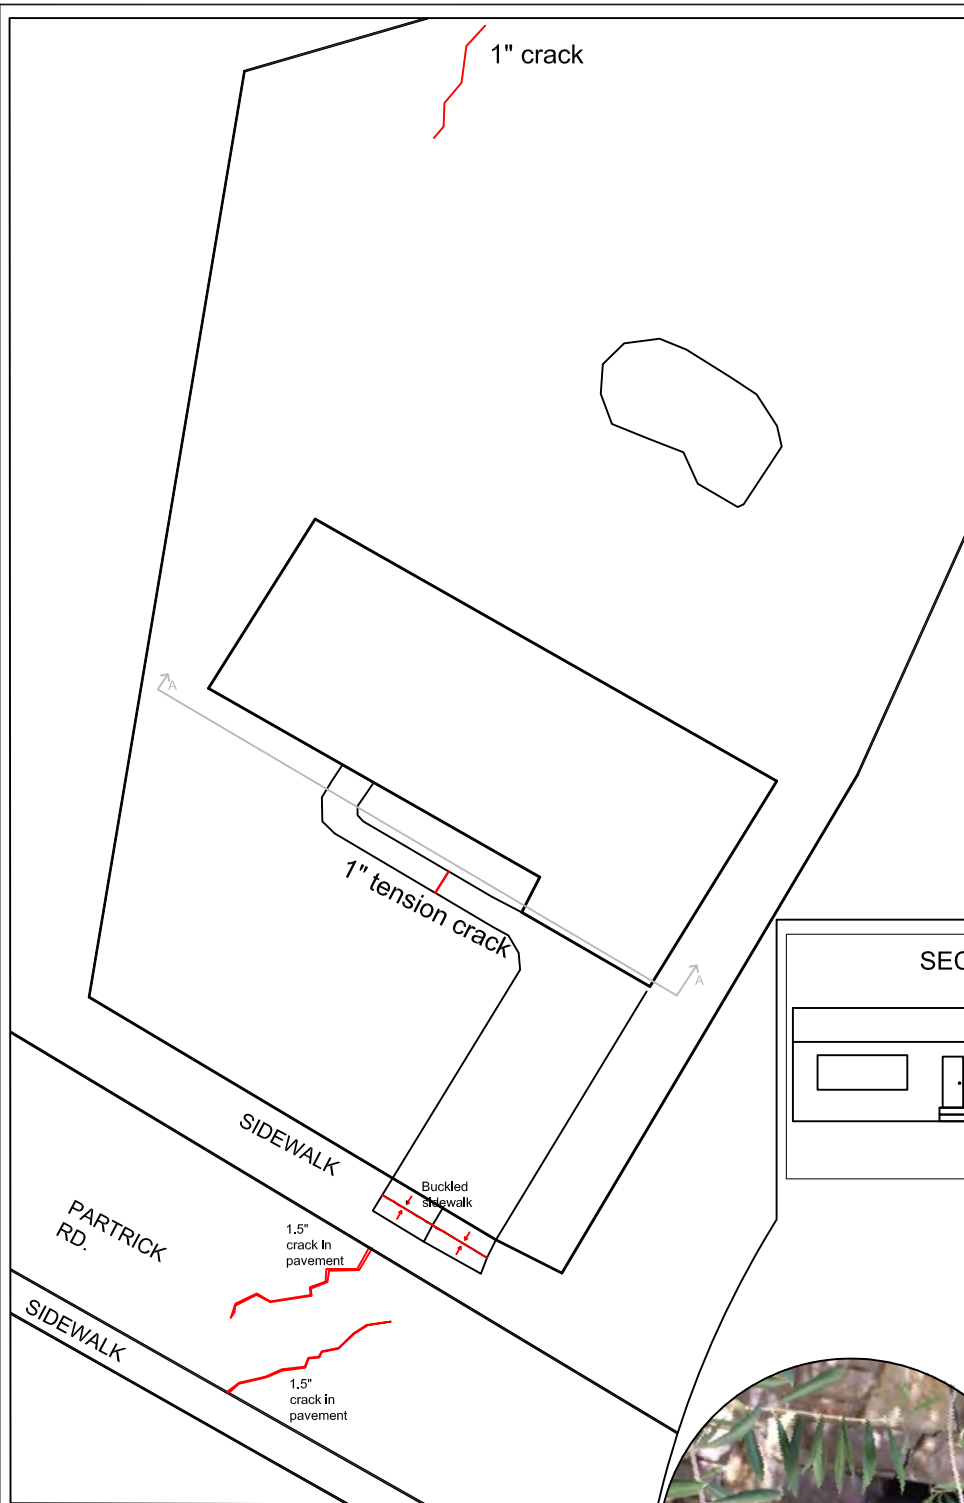 1" crack
A
1" tension crack
A
SEC
SIDEWALK
Buckled
sidewalk
PARTRICK
RD.
1.5"
crack in
pavement
SIDEWALK
1.5"
crack in
pavement